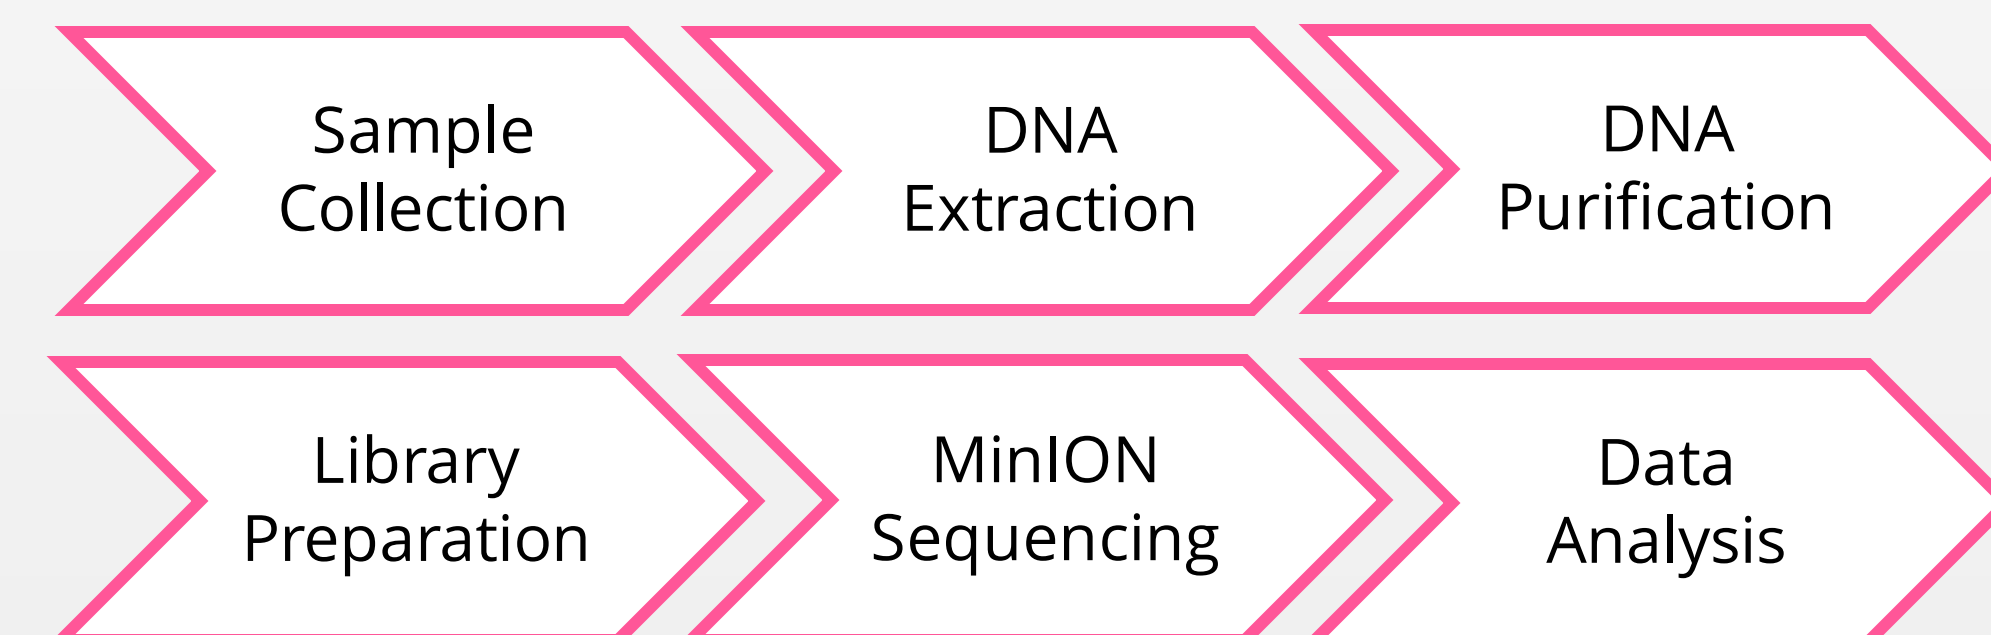 Sample
Collection
DNA
Extraction
DNA
Purification
Library
Preparation
MinION
Sequencing
Data
Analysis